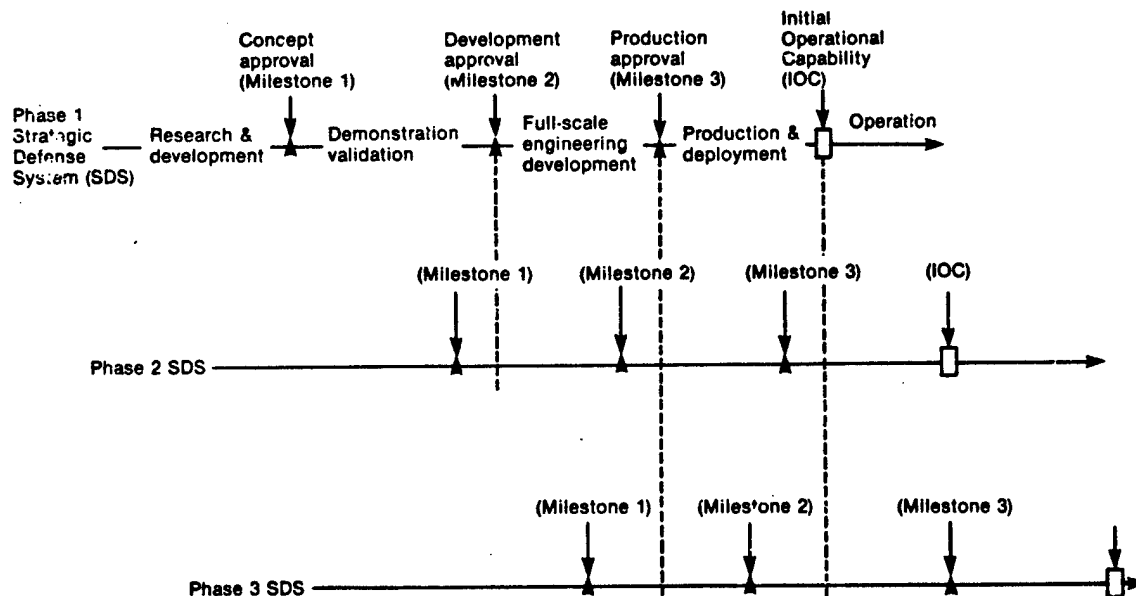 Concept
approval
(Milestone 1)
Development
approval
(Milestone 2)
Production
approval
(Milestone 3)
Initial
Operational
Capability
(IOC)
Phase 1
Strategic
Defense
System (SDS)
Research &
development
Demonstration
validation
Full-scale
engineering
development
Production &
deployment
Operation
(Milestone 1)
(Milestone 2)
(Milestone 3)
(IOC)
Phase 2 SDS
(Milestone 1)
(Milestone 2)
(Milestone 3)
Phase 3 SDS